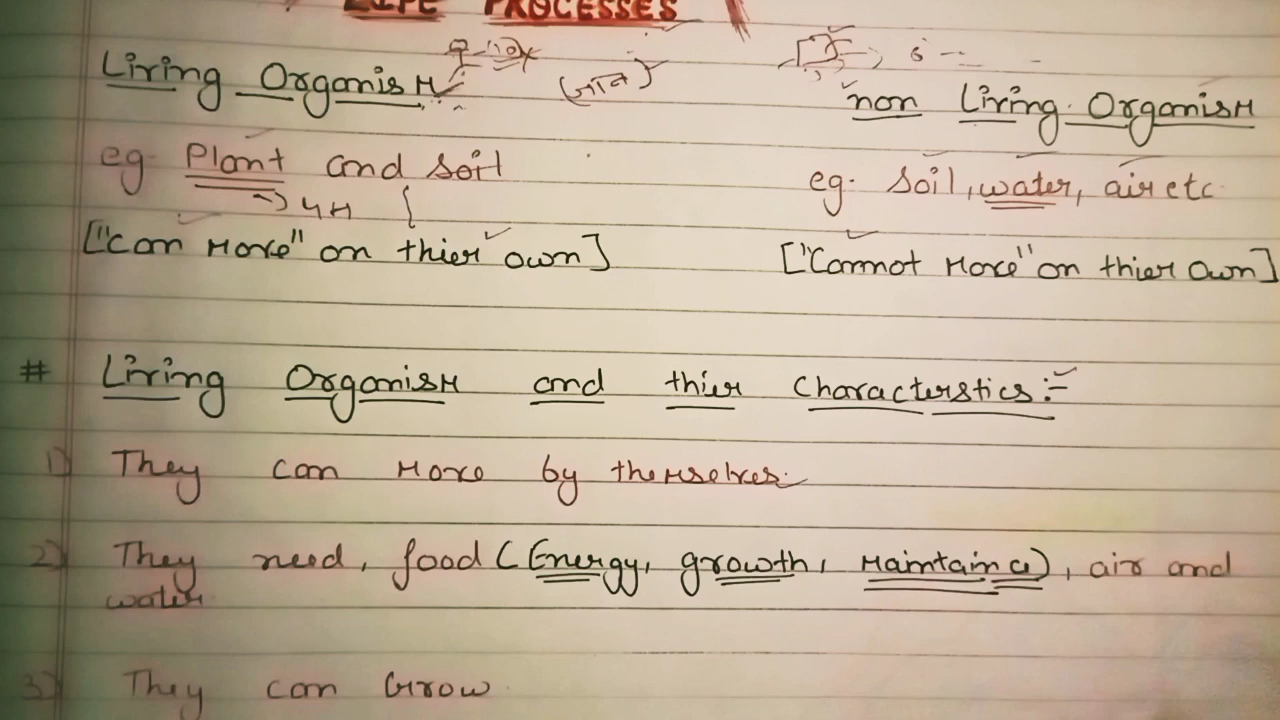 LIFE PROCESSES
Living Organism
non Living Organism
eg. Plant and soil
eg. Soil, water, air etc
["can move" on thier own]
["Cannot move" on thier own]
# Living Organism and thier Characterstics:-
1) They can move by themselves.
2) They need, food (Energy, growth, Maintaince), air and
water.
3) They can Grow.